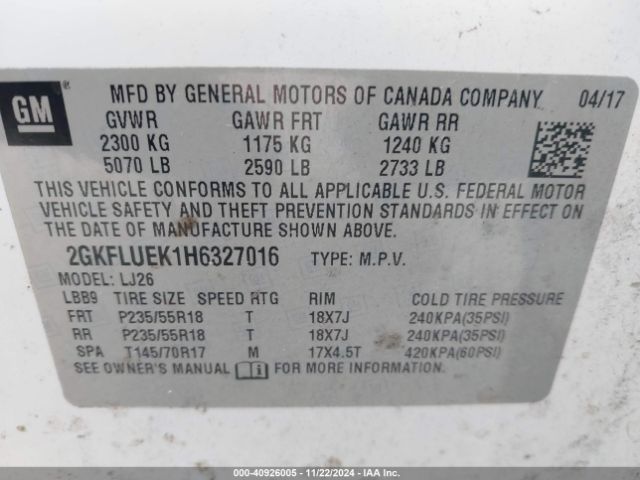 GM ®
MFD BY GENERAL MOTORS OF CANADA COMPANY 04/17
GVWR GAWR FRT GAWR RR
2300 KG 1175 KG 1240 KG
5070 LB 2590 LB 2733 LB
THIS VEHICLE CONFORMS TO ALL APPLICABLE U.S. FEDERAL MOTOR
VEHICLE SAFETY AND THEFT PREVENTION STANDARDS IN EFFECT ON
THE DATE OF MANUFACTURE SHOWN ABOVE.
2GKFLUEK1H6327016 TYPE: M.P.V.
MODEL: LJ26
LBB9 TIRE SIZE SPEED RTG RIM COLD TIRE PRESSURE
FRT P235/55R18 T 18X7J 240KPA(35PSI)
RR P235/55R18 T 18X7J 240KPA(35PSI)
SPA T145/70R17 M 17X4.5T 420KPA(60PSI)
SEE OWNER'S MANUAL FOR MORE INFORMATION.
000-40926005 - 11/22/2024 - IAA Inc.